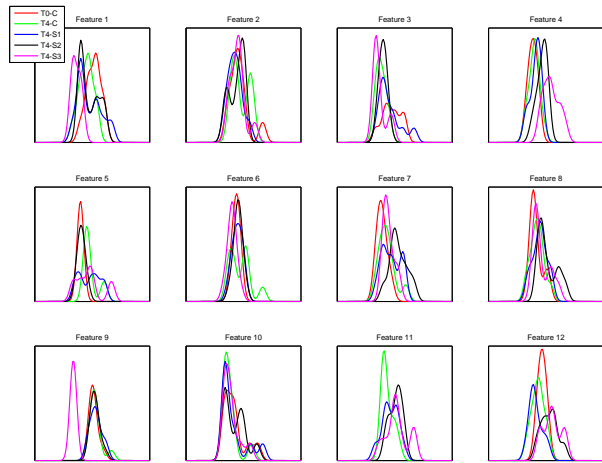 T0-C
T4-C
T4-S1
T4-S2
T4-S3
Feature 1
Feature 2
Feature 3
Feature 4
Feature 5
Feature 6
Feature 7
Feature 8
Feature 9
Feature 10
Feature 11
Feature 12